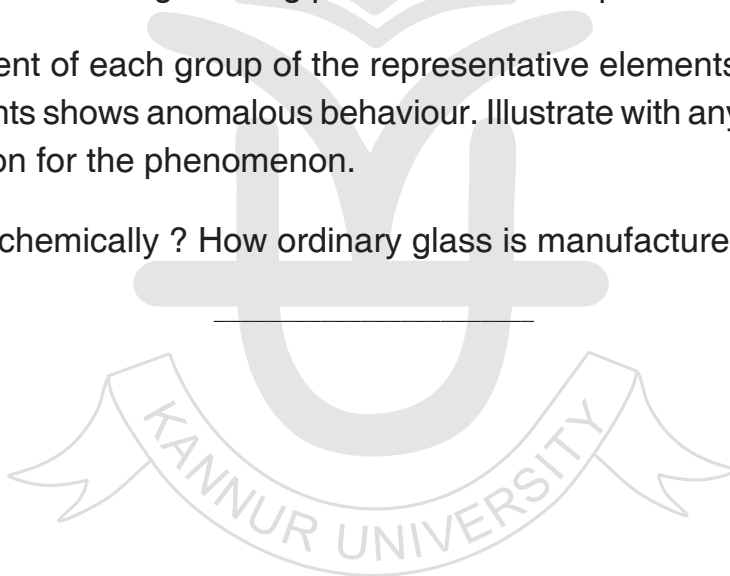 ent of each group of the representative elements
nts shows anomalous behaviour. Illustrate with any
on for the phenomenon.
chemically ? How ordinary glass is manufacture
KANNUR UNIVERSITY